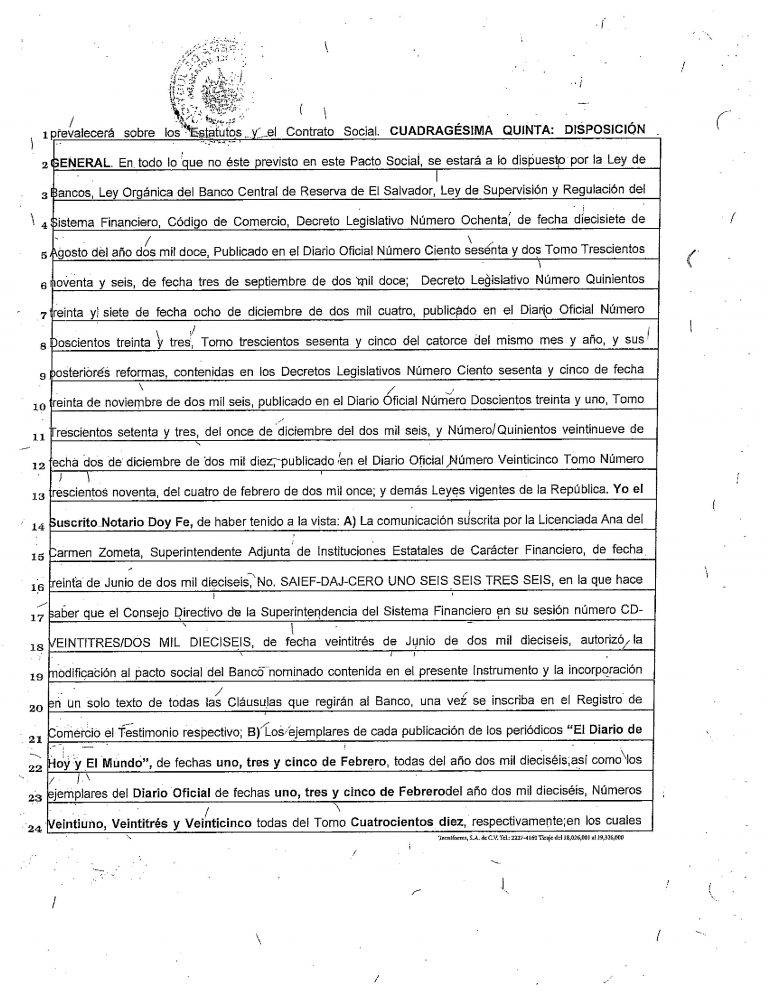 1 prevalecerá sobre los Estatutos y el Contrato Social. CUADRAGÉSIMA QUINTA: DISPOSICIÓN
2 GENERAL. En todo lo que no éste previsto en este Pacto Social, se estará a lo dispuesto por la Ley de
3 Bancos, Ley Orgánica del Banco Central de Reserva de El Salvador, Ley de Supervisión y Regulación del
4 Sistema Financiero, Código de Comercio, Decreto Legislativo Número Ochenta, de fecha diecisiete de
5 Agosto del año dos mil doce, Publicado en el Diario Oficial Número Ciento sesenta y dos Tomo Trescientos
6 noventa y seis, de fecha tres de septiembre de dos mil doce; Decreto Legislativo Número Quinientos
7 treinta y siete de fecha ocho de diciembre de dos mil cuatro, publicado en el Diario Oficial Número
8 Doscientos treinta y tres, Tomo trescientos sesenta y cinco del catorce del mismo mes y año, y sus
9 posteriores reformas, contenidas en los Decretos Legislativos Número Ciento sesenta y cinco de fecha
10 treinta de noviembre de dos mil seis, publicado en el Diario Oficial Número Doscientos treinta y uno, Tomo
11 Trescientos setenta y tres, del once de diciembre del dos mil seis, y Número Quinientos veintinueve de
12 fecha dos de diciembre de dos mil diez, publicado en el Diario Oficial Número Veinticinco Tomo Número
13 trescientos noventa, del cuatro de febrero de dos mil once; y demás Leyes vigentes de la República. Yo el
14 Suscrito Notario Doy Fe, de haber tenido a la vista: A) La comunicación suscrita por la Licenciada Ana del
15 Carmen Zometa, Superintendente Adjunta de Instituciones Estatales de Carácter Financiero, de fecha
16 treinta de Junio de dos mil dieciseis, No. SAIEF-DAJ-CERO UNO SEIS SEIS TRES SEIS, en la que hace
17 saber que el Consejo Directivo de la Superintendencia del Sistema Financiero en su sesión número CD-
18 VEINTITRES/DOS MIL DIECISEIS, de fecha veintitrés de Junio de dos mil dieciseis, autorizó la
19 modificación al pacto social del Banco nominado contenida en el presente Instrumento y la incorporación
20 en un solo texto de todas las Cláusulas que regirán al Banco, una vez se inscriba en el Registro de
21 Comercio el Testimonio respectivo; B) Los ejemplares de cada publicación de los periódicos "El Diario de
22 Hoy y El Mundo", de fechas uno, tres y cinco de Febrero, todas del año dos mil dieciséis;así como los
23 ejemplares del Diario Oficial de fechas uno, tres y cinco de Febrerodel año dos mil dieciséis, Números
24 Veintiuno, Veintitrés y Veinticinco todas del Tomo Cuatrocientos diez, respectivamente;en los cuales
Tecniforms, S.A. de C.V. Tel.: 2227-4160 Tiraje del 18,026,001 al 19,326,000